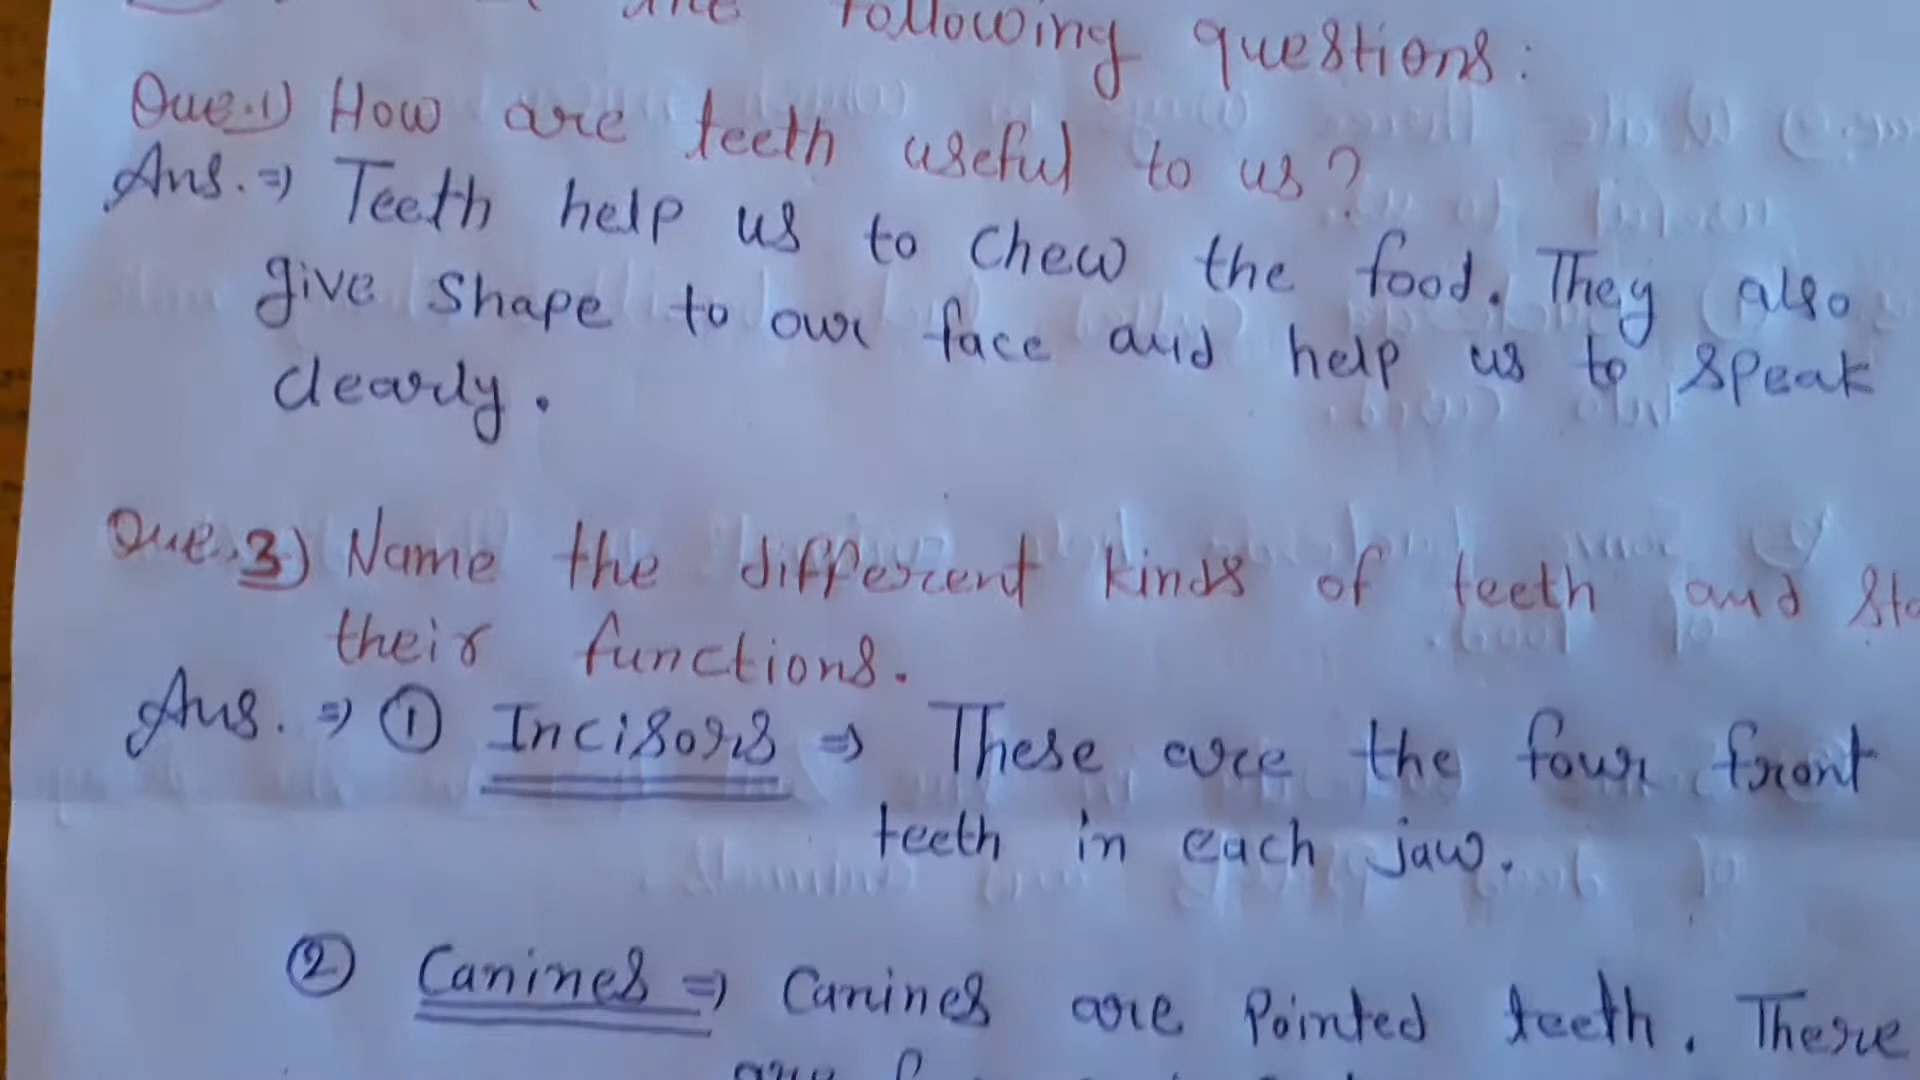 the following questions:
Que.1) How are teeth useful to us?
Ans. ⇒ Teeth help us to chew the food. They also
give shape to our face and help us to speak
clearly.
Que.3) Name the different kinds of teeth and
their functions.
Ans. ⇒ ① Incisors ⇒ These are the four front
teeth in each jaw.
② Canines ⇒ Canines are Pointed teeth. There